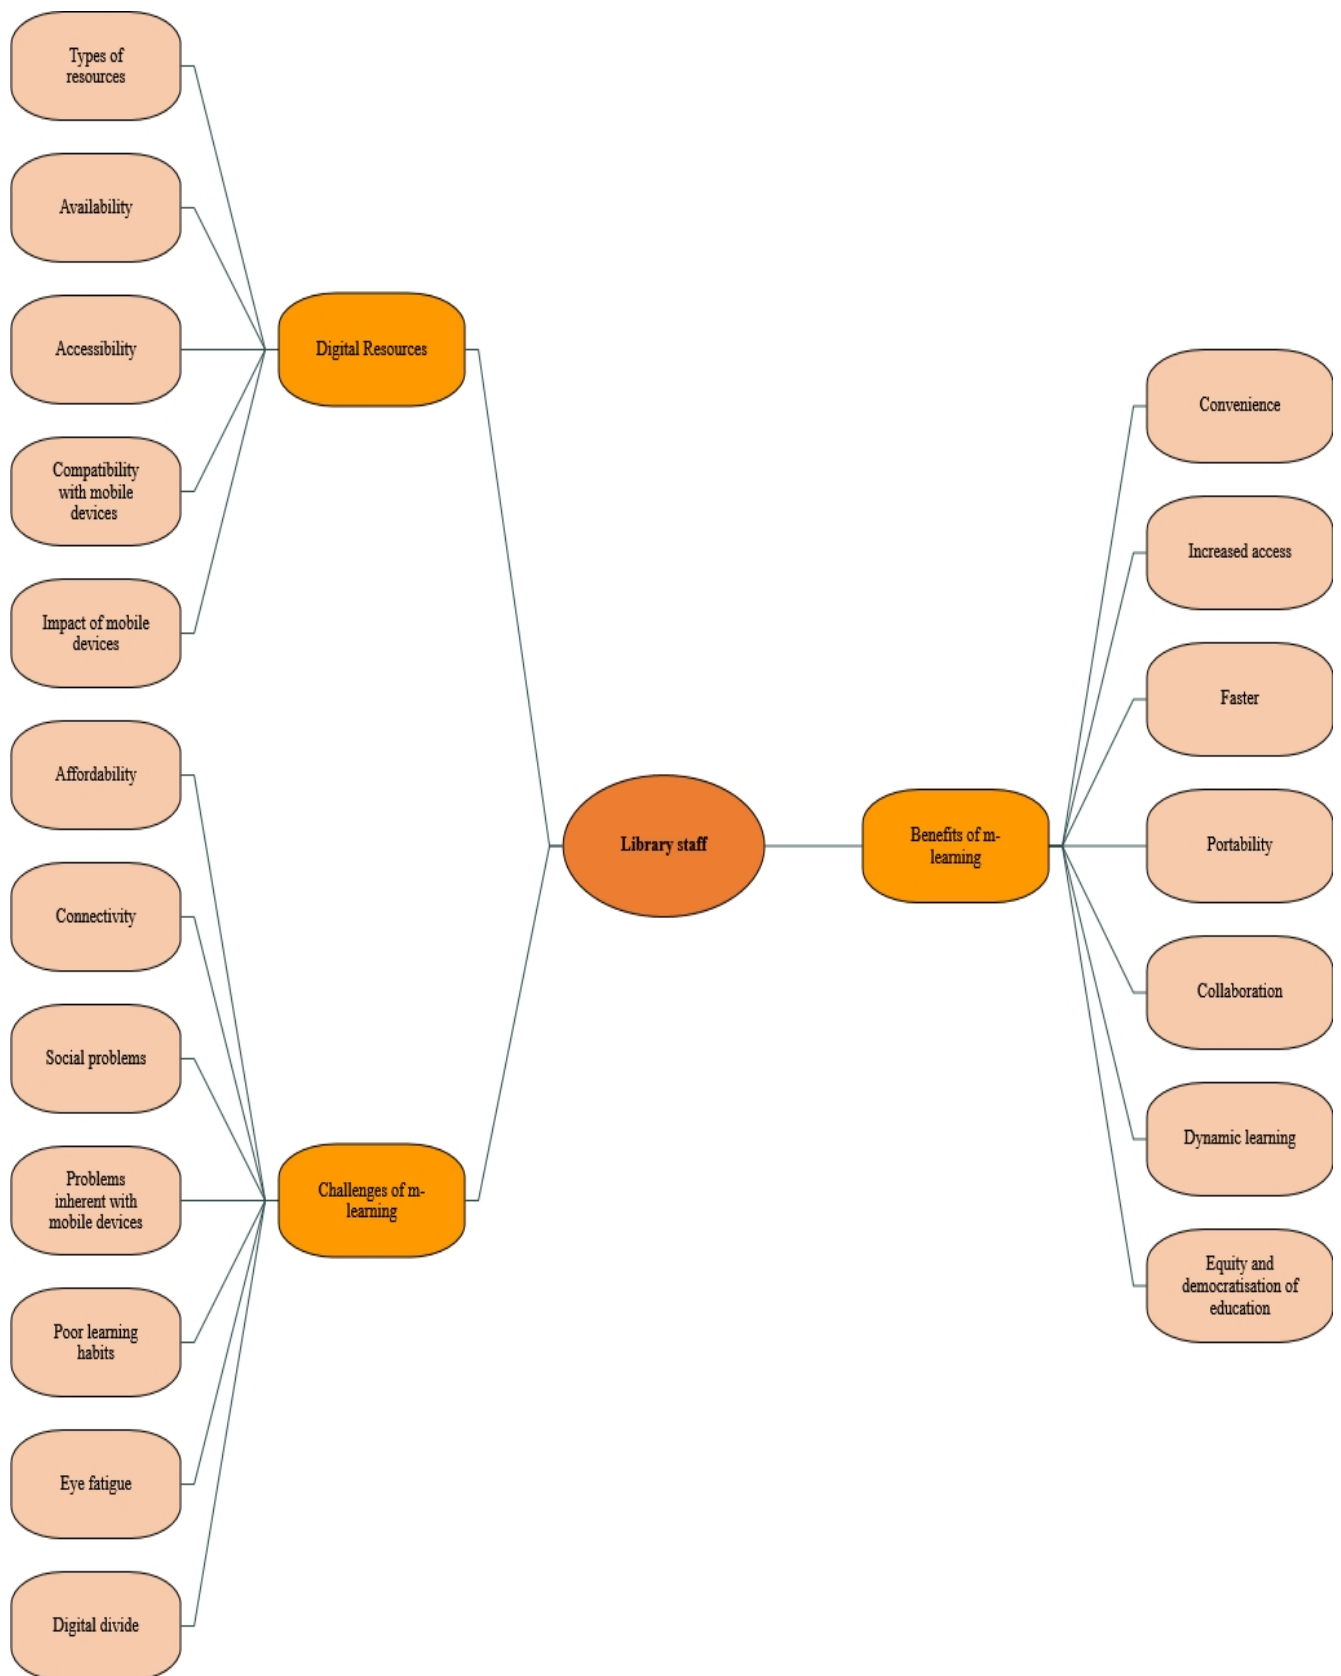 Types of
resources
Availability
Accessibility
Compatibility
with mobile
devices
Impact of mobile
devices
Digital Resources
Affordability
Connectivity
Social problems
Problems
inherent with
mobile devices
Poor learning
habits
Eye fatigue
Digital divide
Challenges of m-
learning
Library staff
Benefits of m-
learning
Convenience
Increased access
Faster
Portability
Collaboration
Dynamic learning
Equity and
democratisation of
education